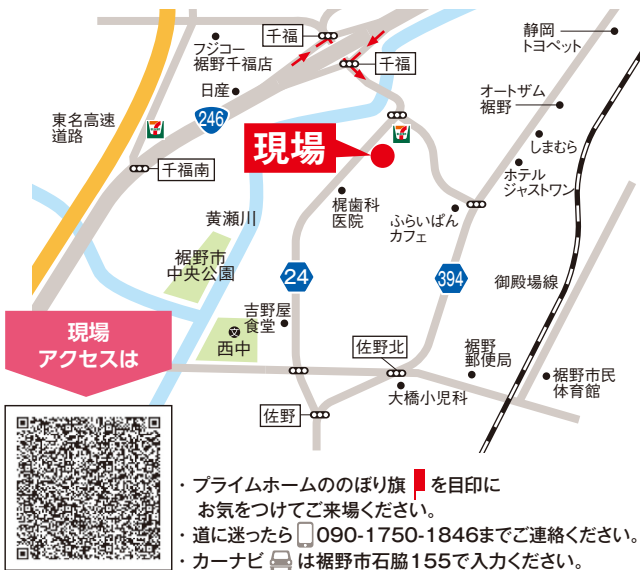 千福
静岡
トヨペット
フジコー
裾野千福店
千福
日産
オートザム
裾野
東名高速
道路
246
現場
しまむら
千福南
ホテル
ジャストワン
梶歯科
医院
ふらいぱん
カフェ
黄瀬川
裾野市
中央公園
24
394
御殿場線
吉野屋
食堂
文
西中
現場
アクセスは
佐野北
裾野
郵便局
裾野市民
体育館
大橋小児科
佐野
・プライムホームののぼり旗を目印に
お気をつけてご来場ください。
・道に迷ったら090-1750-1846までご連絡ください。
・カーナビは裾野市石脇155で入力ください。